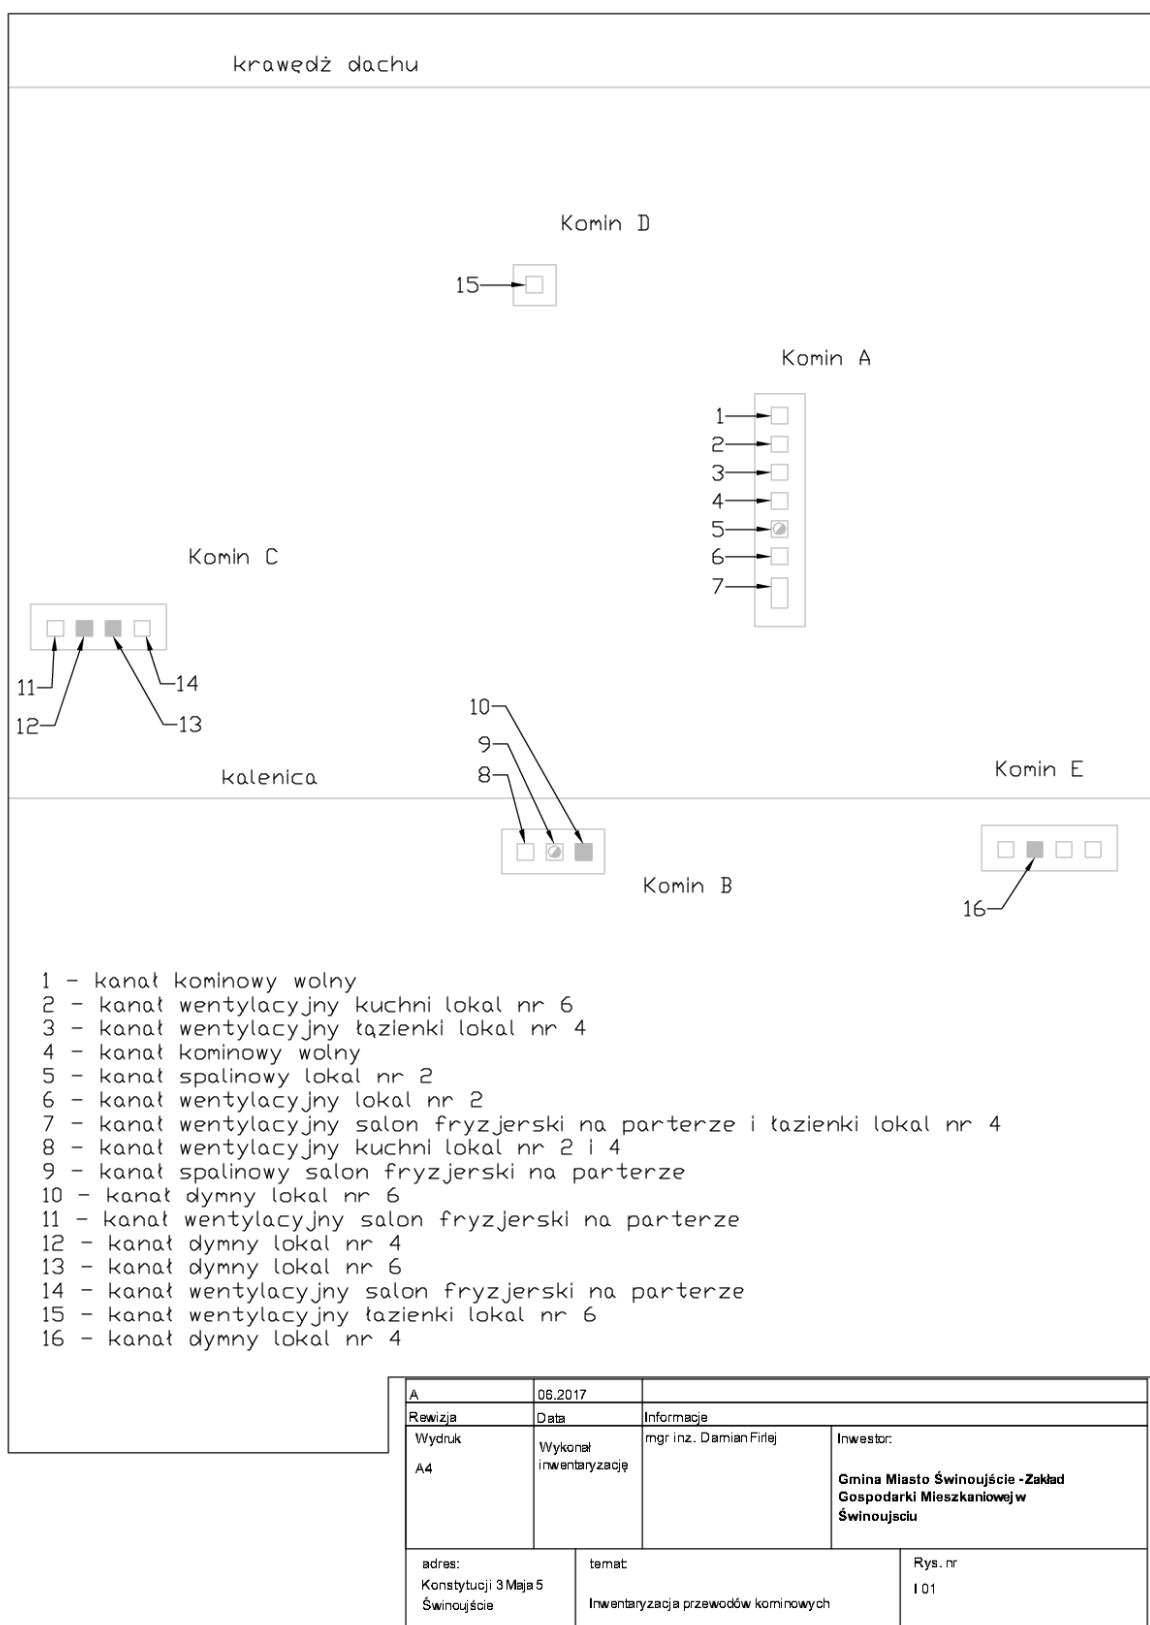 krawędź dachu
Komin D
15
Komin A
1
2
3
4
5
6
7
Komin C
11
12
13
14
10
9
8
kalenica
Komin E
Komin B
16
1 - kanał kominowy wolny
2 - kanał wentylacyjny kuchni lokal nr 6
3 - kanał wentylacyjny łązienki lokal nr 4
4 - kanał kominowy wolny
5 - kanał spalinowy lokal nr 2
6 - kanał wentylacyjny lokal nr 2
7 - kanał wentylacyjny salon fryzjerski na parterze i łazienki lokal nr 4
8 - kanał wentylacyjny kuchni lokal nr 2 i 4
9 - kanał spalinowy salon fryzjerski na parterze
10 - kanał dymny lokal nr 6
11 - kanał wentylacyjny salon fryzjerski na parterze
12 - kanał dymny lokal nr 4
13 - kanał dymny lokal nr 6
14 - kanał wentylacyjny salon fryzjerski na parterze
15 - kanał wentylacyjny łazienki lokal nr 6
16 - kanał dymny lokal nr 4
A
06.2017
Rewizja
Data
Informacje
Wydruk
A4
Wykonał
inwentaryzację
mgr inz. Damian Firlej
Inwestor:
Gmina Miasto Świnoujście - Zakład
Gospodarki Mieszkaniowej w
Świnoujsciu
adres:
Konstytucji 3 Maja 5
Świnoujście
temat:
Inwentaryzacja przewodów kominowych
Rys. nr
I 01